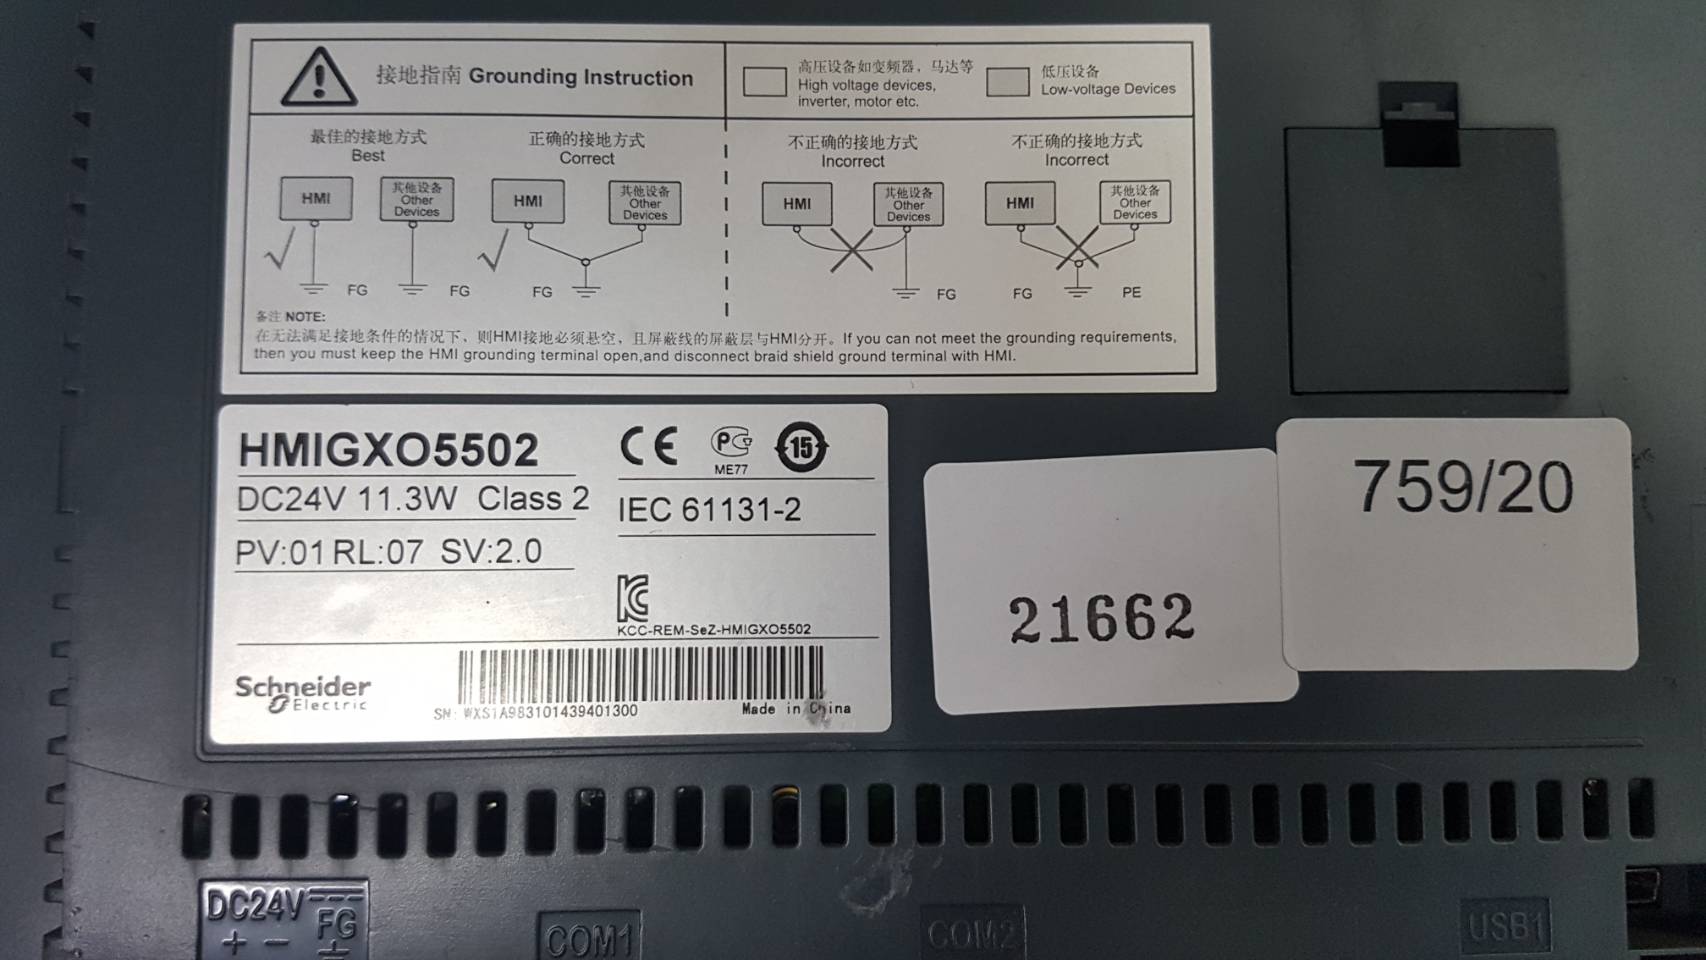 接地指南 Grounding Instruction
高压设备如变频器，马达等
High voltage devices,
inverter, motor etc.
低压设备
Low-voltage Devices
最佳的接地方式
Best
正确的接地方式
Correct
不正确的接地方式
Incorrect
不正确的接地方式
Incorrect
HMI
其他设备
Other
Devices
HMI
其他设备
Other
Devices
HMI
其他设备
Other
Devices
HMI
其他设备
Other
Devices
FG
FG
FG
FG
FG
PE
备注 NOTE:
在无法满足接地条件的情况下，则HMI接地必须悬空，且屏蔽线的屏蔽层与HMI分开。If you can not meet the grounding requirements,
then you must keep the HMI grounding terminal open,and disconnect braid shield ground terminal with HMI.
HMIGXO5502
DC24V 11.3W Class 2
PV:01 RL:07 SV:2.0
CE
ME77
15
IEC 61131-2
KCC-REM-SeZ-HMIGXO5502
Schneider
Electric
SN: WXS1A983101439401300
Made in China
21662
759/20
DC24V
FG
+ -
COM1
COM2
USB1